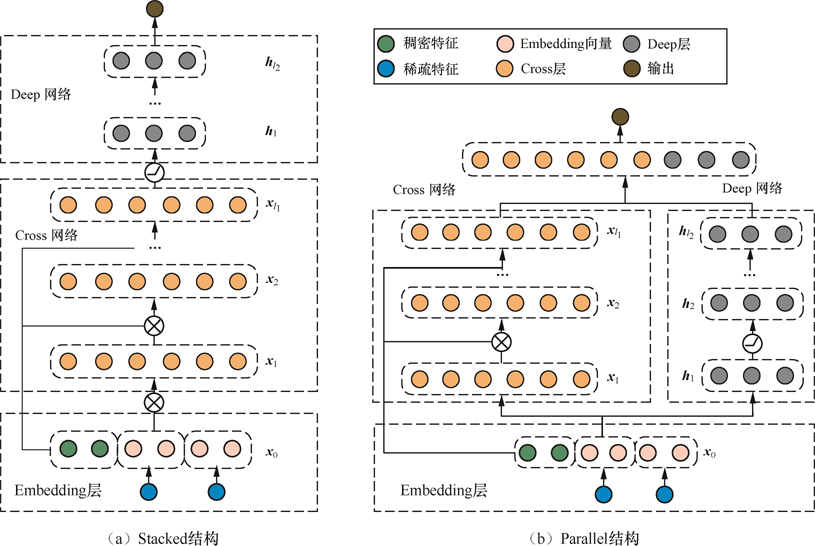 Deep 网络
h_{l_2}
...
h_1
Cross 网络
x_{l_1}
...
x_2
x_1
x_0
Embedding层
（a）Stacked结构
稠密特征 Embedding向量 Deep层
稀疏特征 Cross层 输出
Cross 网络 Deep 网络
x_{l_1} h_{l_2}
... ...
x_2 h_2
x_1 h_1
x_0
Embedding层
（b）Parallel结构